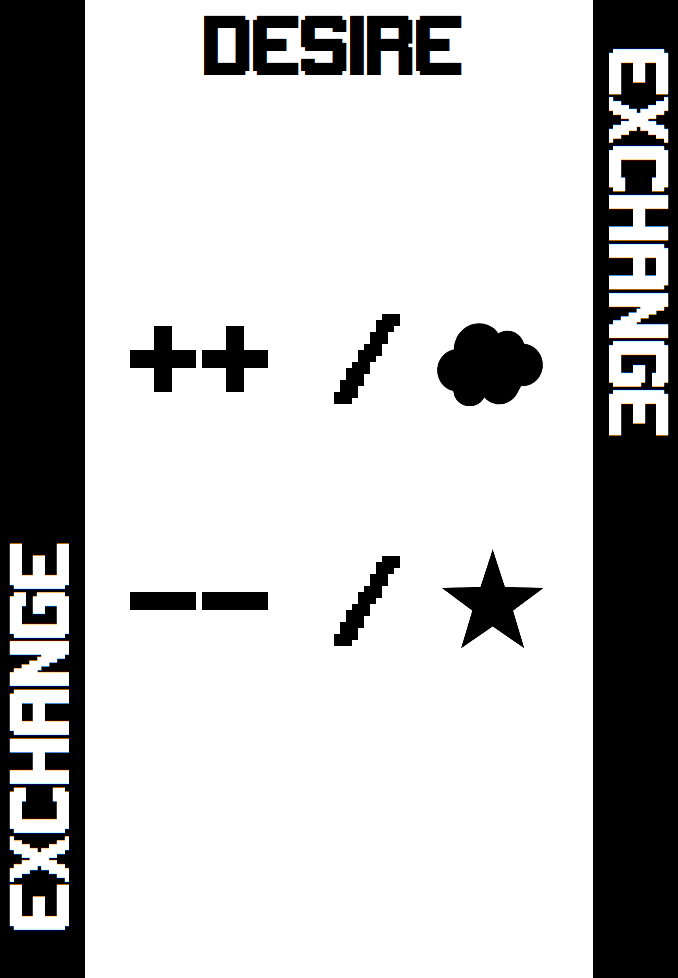 DESIRE
EXCHANGE
++ /
-- /
EXCHANGE